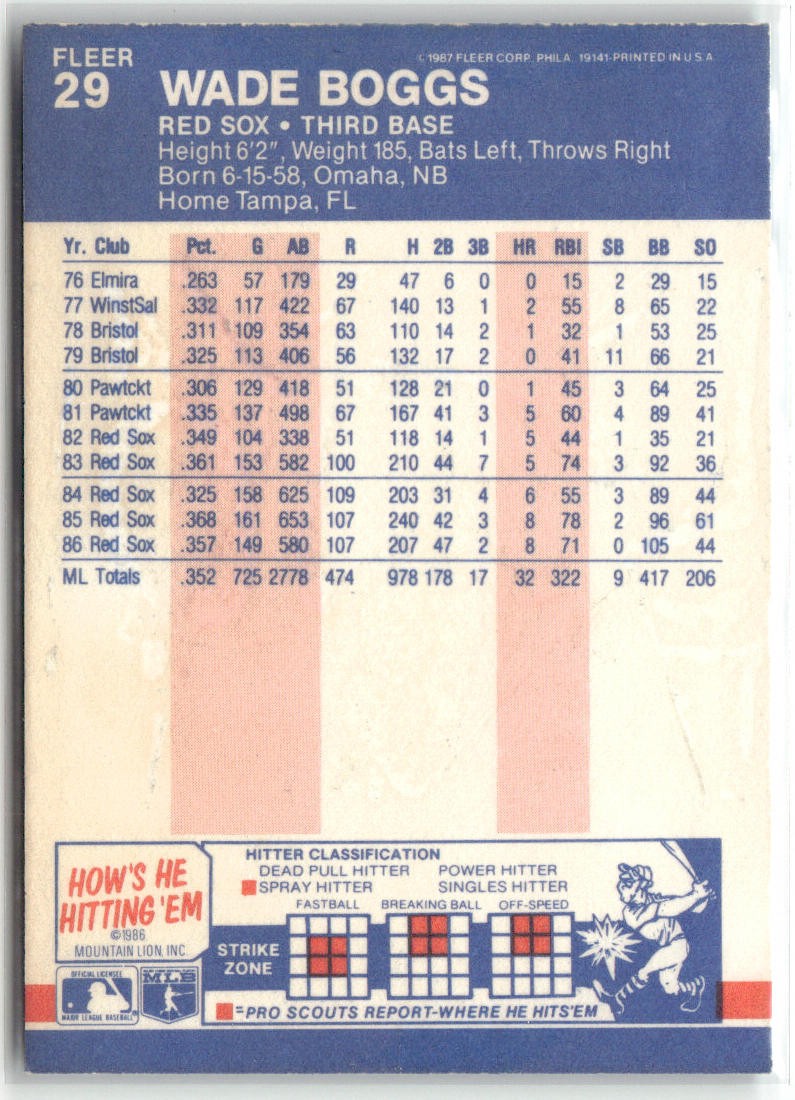 FLEER
© 1987 FLEER CORP. PHILA. 19141-PRINTED IN U S A
29 WADE BOGGS
RED SOX • THIRD BASE
Height 6'2", Weight 185, Bats Left, Throws Right
Born 6-15-58, Omaha, NB
Home Tampa, FL
Yr. Club Pct. G AB R H 2B 3B HR RBI SB BB SO
76 Elmira .263 57 179 29 47 6 0 0 15 2 29 15
77 WinstSal .332 117 422 67 140 13 1 2 55 8 65 22
78 Bristol .311 109 354 63 110 14 2 1 32 1 53 25
79 Bristol .325 113 406 56 132 17 2 0 41 11 66 21
80 Pawtckt .306 129 418 51 128 21 0 1 45 3 64 25
81 Pawtckt .335 137 498 67 167 41 3 5 60 4 89 41
82 Red Sox .349 104 338 51 118 14 1 5 44 1 35 21
83 Red Sox .361 153 582 100 210 44 7 5 74 3 92 36
84 Red Sox .325 158 625 109 203 31 4 6 55 3 89 44
85 Red Sox .368 161 653 107 240 42 3 8 78 2 96 61
86 Red Sox .357 149 580 107 207 47 2 8 71 0 105 44
ML Totals .352 725 2778 474 978 178 17 32 322 9 417 206
HOW'S HE
HITTING 'EM
©1986
MOUNTAIN LION, INC
HITTER CLASSIFICATION
DEAD PULL HITTER POWER HITTER
SPRAY HITTER SINGLES HITTER
FASTBALL BREAKING BALL OFF-SPEED
STRIKE
ZONE
=PRO SCOUTS REPORT-WHERE HE HITS'EM
OFFICIAL LICENSEE
MAJOR LEAGUE BASEBALL
MLB